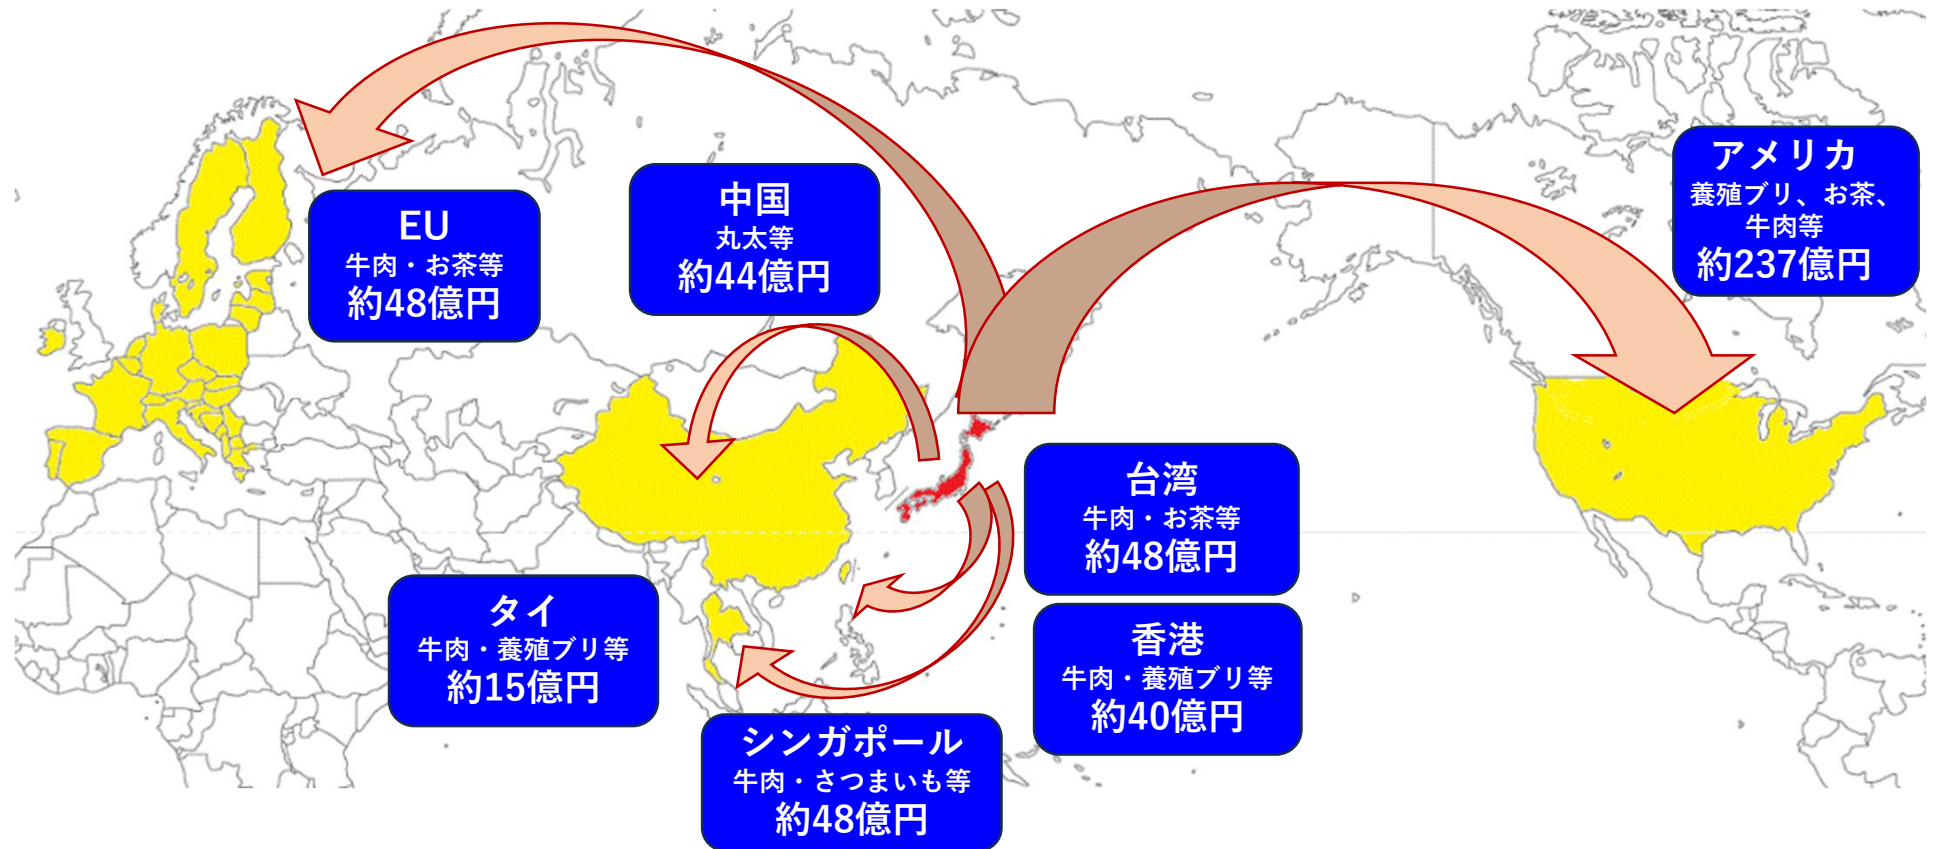 EU
牛肉・お茶等
約48億円
中国
丸太等
約44億円
アメリカ
養殖ブリ、お茶、
牛肉等
約237億円
台湾
牛肉・お茶等
約48億円
タイ
牛肉・養殖ブリ等
約15億円
香港
牛肉・養殖ブリ等
約40億円
シンガポール
牛肉・さつまいも等
約48億円